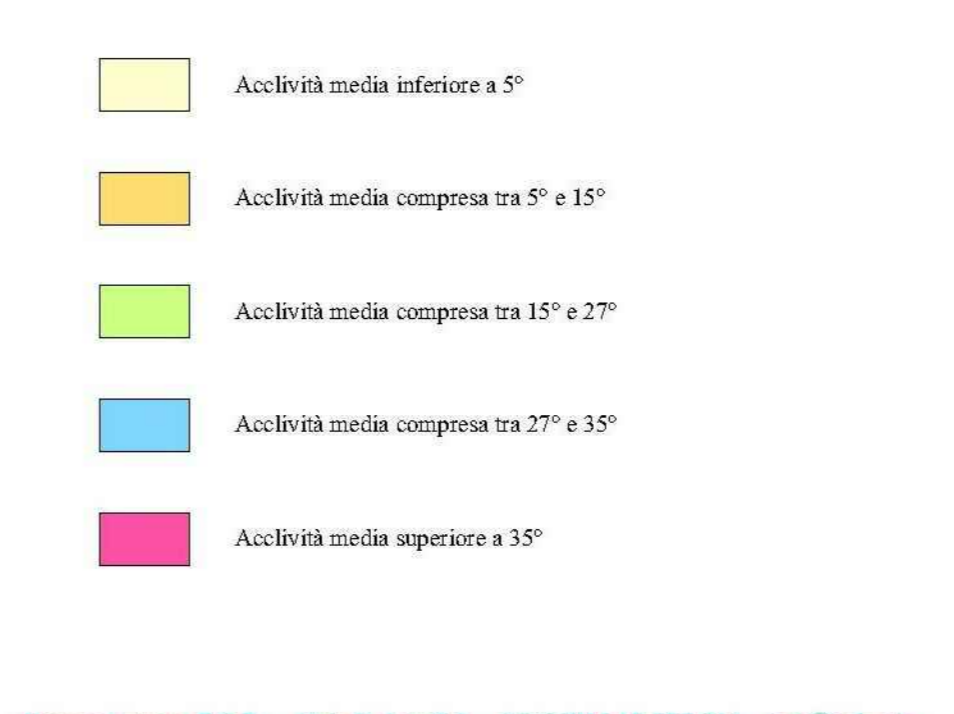 Acclività media inferiore a 5°
Acclività media compresa tra 5° e 15°
Acclività media compresa tra 15° e 27°
Acclività media compresa tra 27° e 35°
Acclività media superiore a 35°